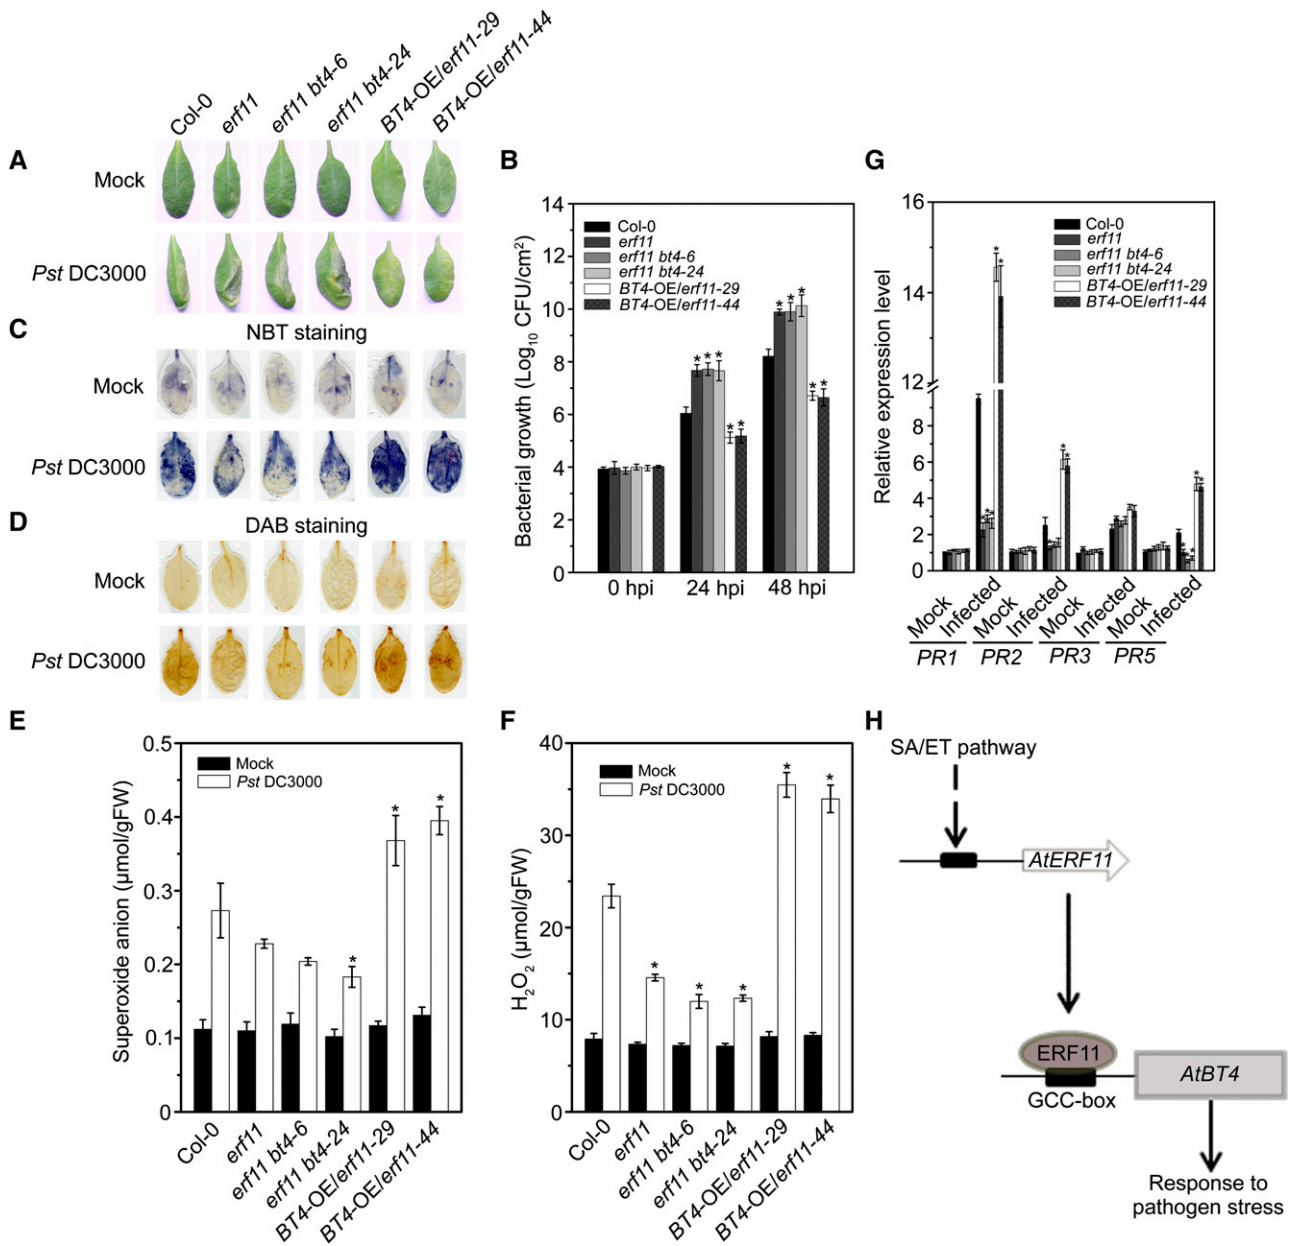 Col-0
erf11
erf11 bt4-6
erf11 bt4-24
BT4-OE/erf11-29
BT4-OE/erf11-44
A
Mock
Pst DC3000
C
NBT staining
Mock
Pst DC3000
D
DAB staining
Mock
Pst DC3000
B
Bacterial growth (Log10 CFU/cm2)
14
12
10
8
6
4
2
0
Col-0
erf11
erf11 bt4-6
erf11 bt4-24
BT4-OE/erf11-29
BT4-OE/erf11-44
* * *
* *
* * *
* *
0 hpi
24 hpi
48 hpi
G
Relative expression level
16
14
12
8
6
4
2
0
Col-0
erf11
erf11 bt4-6
erf11 bt4-24
BT4-OE/erf11-29
BT4-OE/erf11-44
Mock
Infected
Mock
Infected
Mock
Infected
Mock
Infected
PR1
PR2
PR3
PR5
E
Superoxide anion (μmol/gFW)
0.5
0.4
0.3
0.2
0.1
0
Mock
Pst DC3000
*
*
*
Col-0
erf11
erf11 bt4-6
erf11 bt4-24
BT4-OE/erf11-29
BT4-OE/erf11-44
F
H2O2 (μmol/gFW)
40
30
20
10
0
Mock
Pst DC3000
*
*
*
*
*
Col-0
erf11
erf11 bt4-6
erf11 bt4-24
BT4-OE/erf11-29
BT4-OE/erf11-44
H
SA/ET pathway
AtERF11
ERF11
GCC-box
AtBT4
Response to
pathogen stress